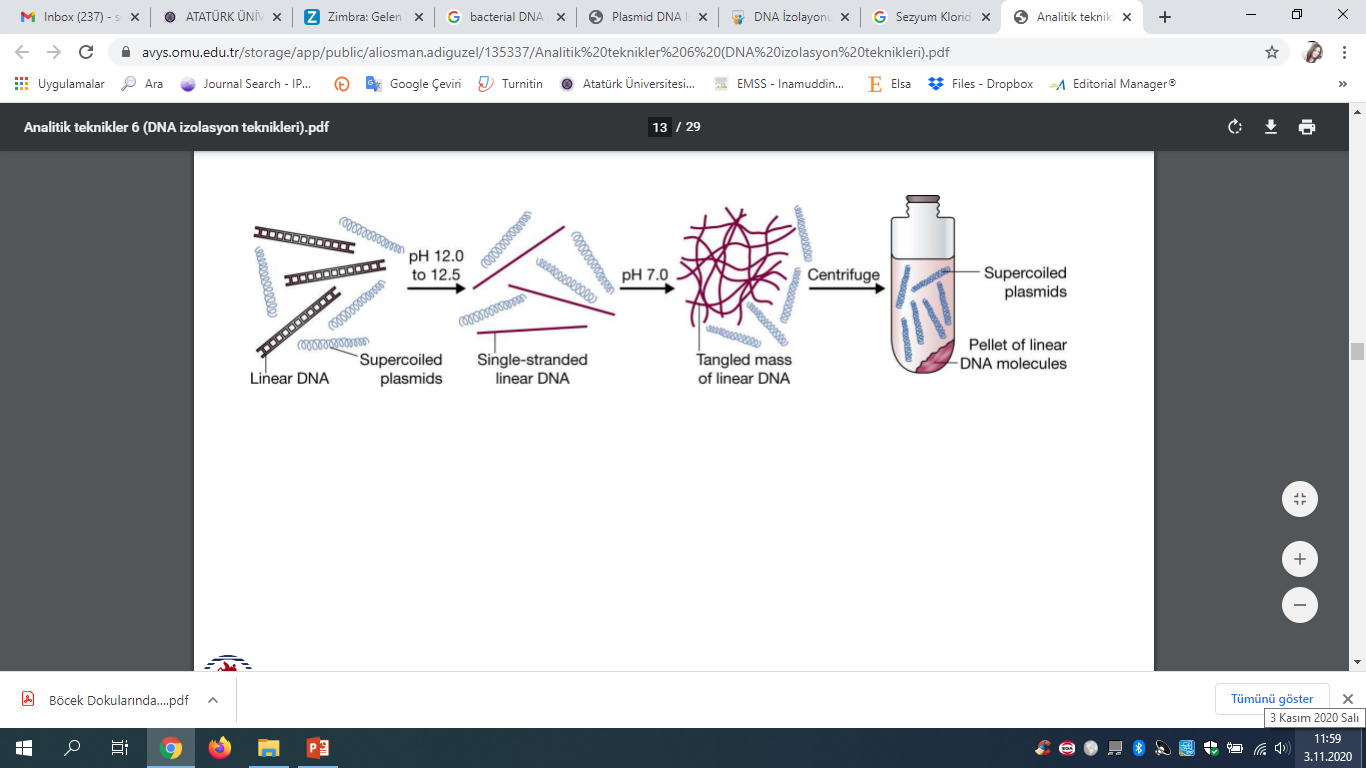 Inbox (237) - s
ATATÜRK ÜNİV
Zimbra: Gelen
bacterial DNA
Plasmid DNA I
DNA İzolasyonu
Sezyum Klorid
Analitik teknik
avys.omu.edu.tr/storage/app/public/aliosman.adiguzel/135337/Analitik%20teknikler%206%20(DNA%20izolasyon%20teknikleri).pdf
Uygulamalar
Ara
Journal Search - IP...
Google Çeviri
Turnitin
Atatürk Üniversitesi...
EMSS - Inamuddin...
Elsa
Files - Dropbox
Editorial Manager®
»
Analitik teknikler 6 (DNA izolasyon teknikleri).pdf
13 / 29
pH 12.0
to 12.5
pH 7.0
Centrifuge
Supercoiled
plasmids
Linear DNA
Supercoiled
plasmids
Single-stranded
linear DNA
Tangled mass
of linear DNA
Pellet of linear
DNA molecules
Böcek Dokularında....pdf
Tümünü göster
3 Kasım 2020 Salı
11:59
3.11.2020